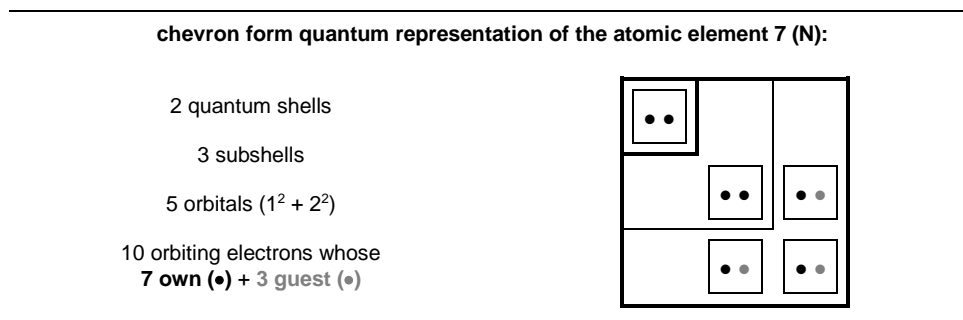 chevron form quantum representation of the atomic element 7 (N):
2 quantum shells
3 subshells
5 orbitals (1² + 2²)
10 orbiting electrons whose
7 own (●) + 3 guest (●)